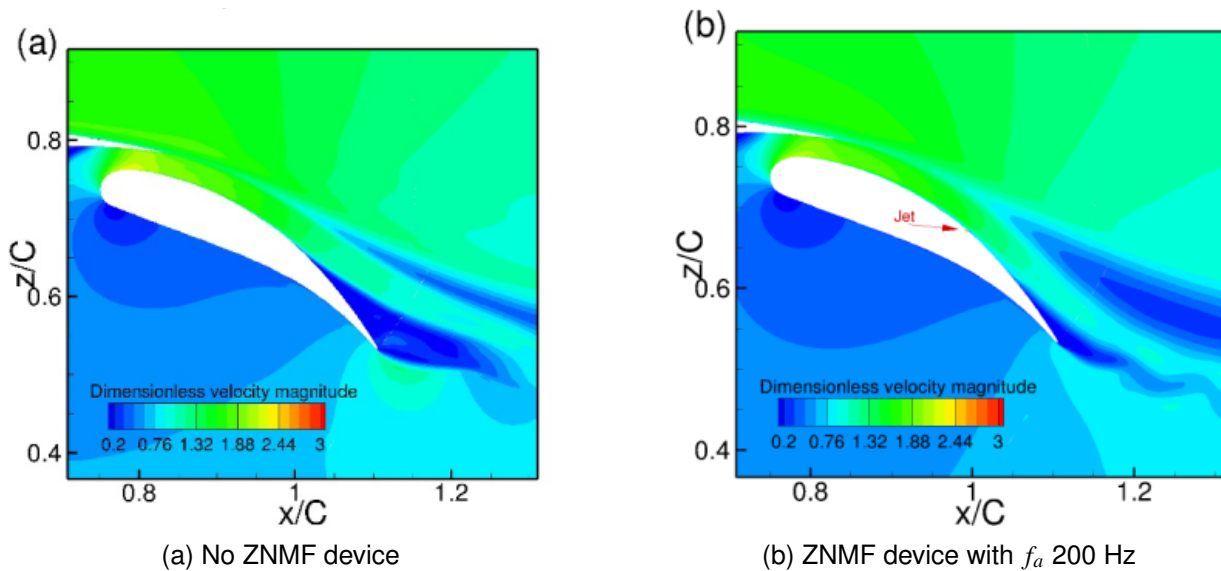 (a)
0.8
z/C
0.6
0.4
Dimensionless velocity magnitude
0.2 0.76 1.32 1.88 2.44 3
0.8 1 1.2
x/C
(a) No ZNMF device
(b)
0.8
z/C
0.6
0.4
Jet
Dimensionless velocity magnitude
0.2 0.76 1.32 1.88 2.44 3
0.8 1 1.2
x/C
(b) ZNMF device with fₐ 200 Hz